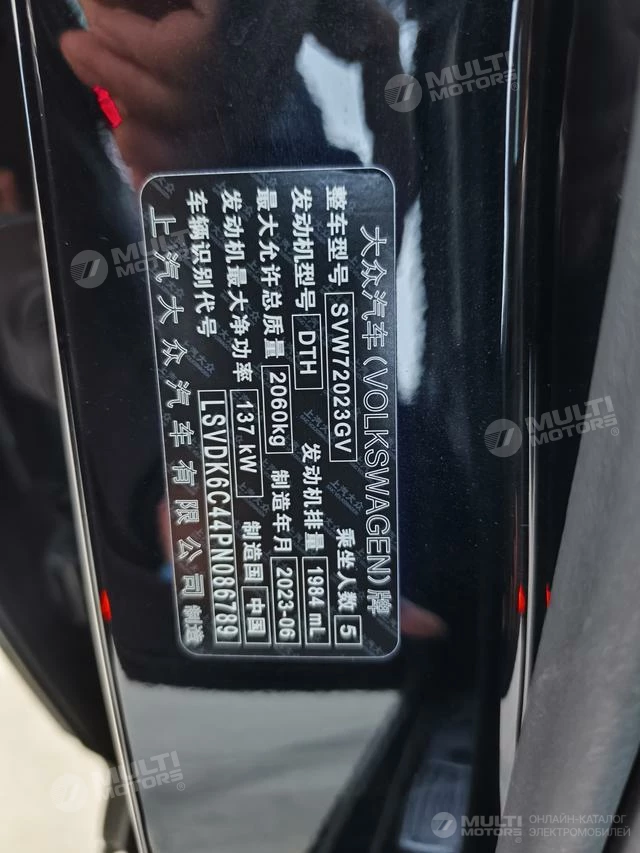 大众汽车(VOLKSWAGEN)牌
整车型号 SVW72023GV 乘坐人数 5
发动机型号 DTH 发动机排量 1984 mL
最大允许总质量 2060kg 制造年月 2023-06
发动机最大净功率 137 kW 制造国 中国
车辆识别代号 LSVDK6C44PN086789
上汽大众汽车有限公司 制造
MULTI
MOTORS®
MULTI
MOTORS®
MULTI
MOTORS®
MULTI
MOTORS®
MULTI
MOTORS®
ОНЛАЙН-КАТАЛОГ
ЭЛЕКТРОМОБИЛЕЙ